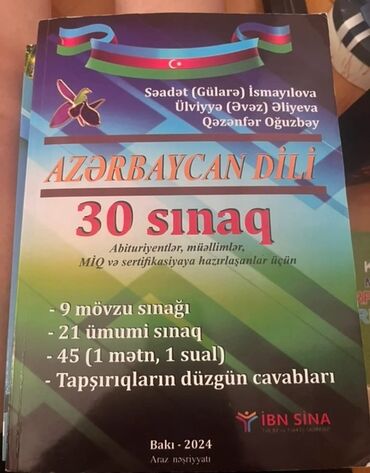 Səadət (Gülarə) İsmayılova
Ülviyyə (Əvəz) Əliyeva
Qəzənfər Oğuzbəy
AZƏRBAYCAN DİLİ
30 sınaq
Abituriyentlər, müəllimlər,
MİQ və sertifikasiyaya hazırlaşanlar üçün
- 9 mövzu sınağı
- 21 ümumi sınaq
- 45 (1 mətn, 1 sual)
- Tapşırıqların düzgün cavabları
İBN SİNA
Bakı - 2024
Araz nəşriyyatı